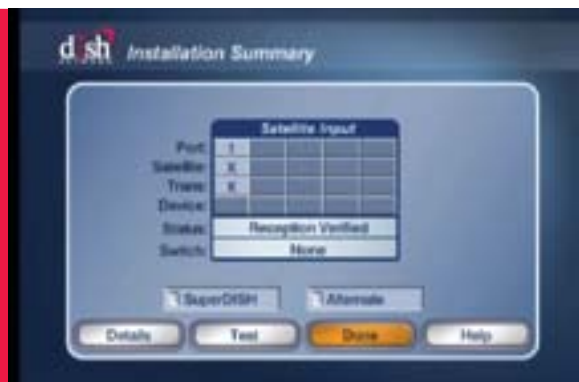 dish Installation Summary
Satellite Input
Port: 1
Satellite: X
Trans: X
Device:
Status: Reception Verified
Switch: None
SuperDISH Alternate
Details Test Done Help